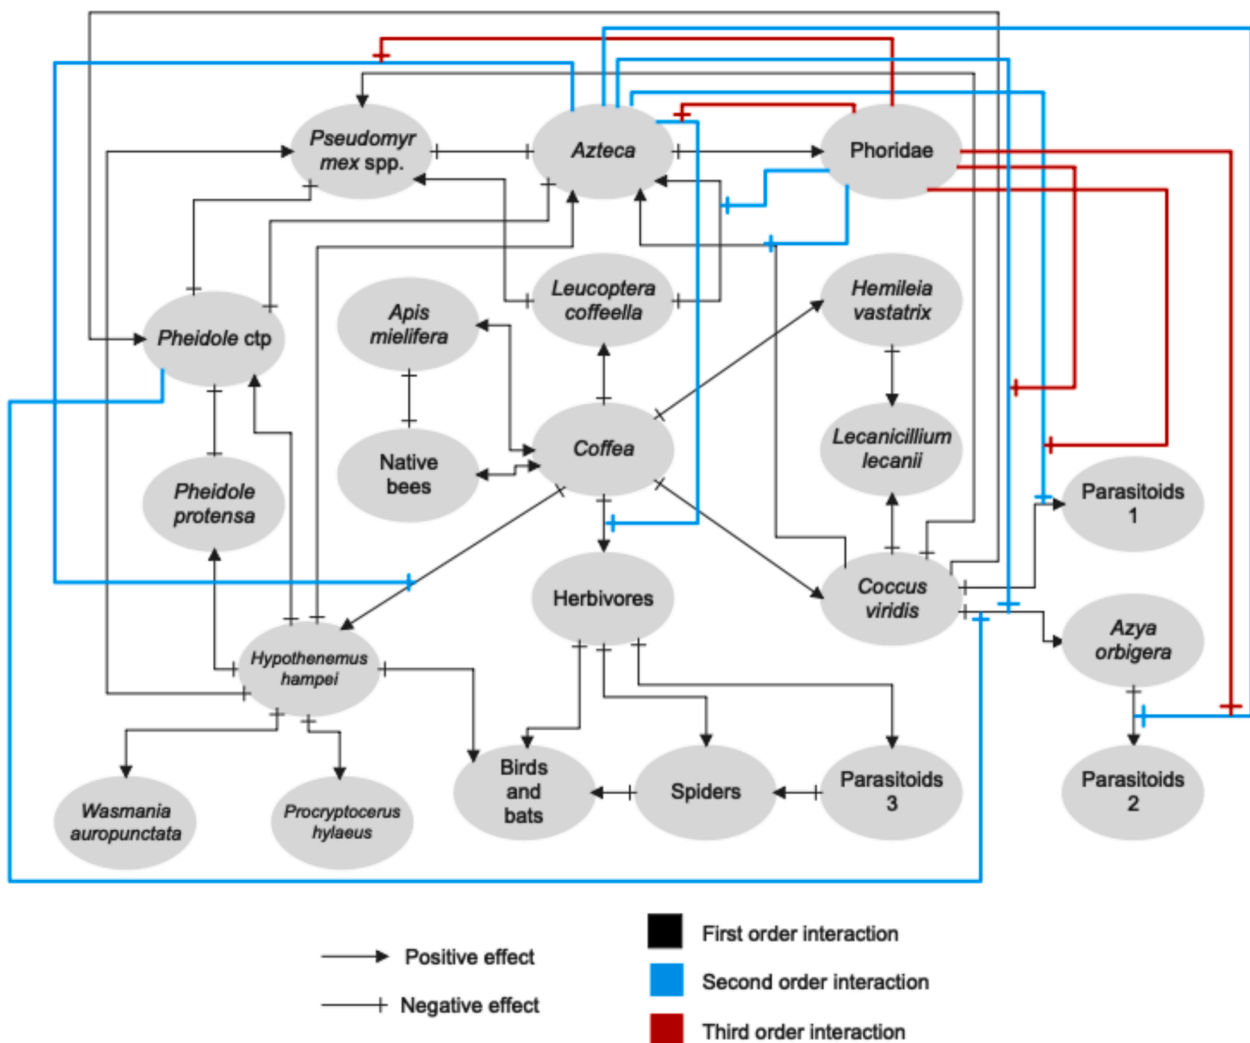 Pseudomyr
mex spp.
Azteca
Phoridae
Leucoptera
coffeella
Hemileia
vastatrix
Apis
mielifera
Pheidole ctp
Coffea
Lecanicillium
lecanii
Native
bees
Pheidole
protensa
Parasitoids
1
Herbivores
Coccus
viridis
Azya
orbigera
Hypothenemus
hampei
Birds
and
bats
Spiders
Parasitoids
3
Parasitoids
2
Wasmania
auropunctata
Procryptocerus
hylaeus
Positive effect
Negative effect
First order interaction
Second order interaction
Third order interaction